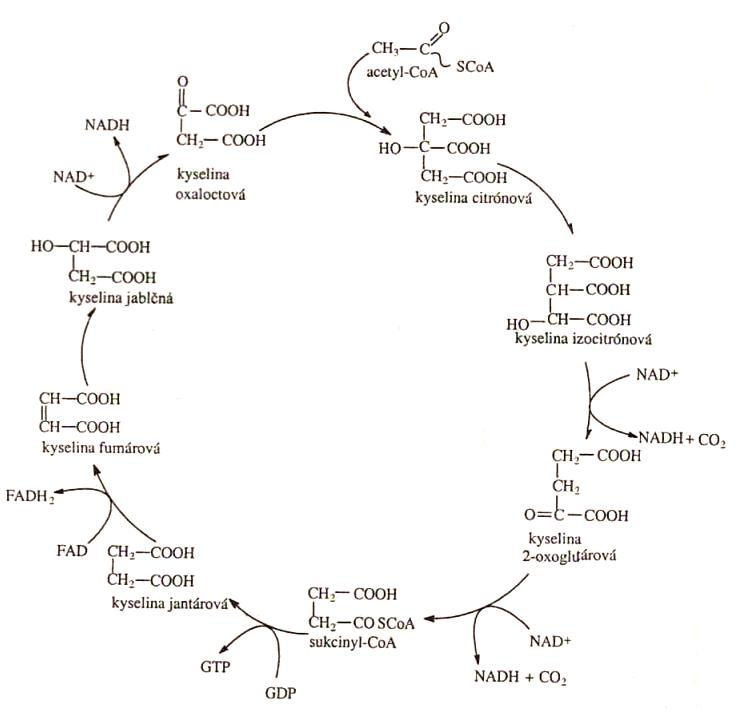 CH₃—C
O
SCoA
acetyl-CoA
O
C—COOH
CH₂—COOH
kyselina
oxaloctová
CH₂—COOH
HO—C—COOH
CH₂—COOH
kyselina citrónová
CH₂—COOH
CH—COOH
HO—CH—COOH
kyselina izocitrónová
NAD+
NADH + CO₂
CH₂—COOH
CH₂
O=C—COOH
kyselina
2-oxoglutárová
NAD+
NADH + CO₂
CH₂—COOH
CH₂—COSCoA
sukcinyl-CoA
GDP
GTP
CH₂—COOH
CH₂—COOH
kyselina jantárová
FAD
FADH₂
CH—COOH
CH—COOH
kyselina fumárová
HO—CH—COOH
CH₂—COOH
kyselina jablčná
NAD+
NADH